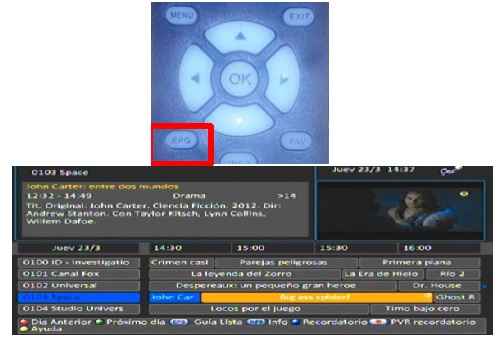 MENU
EXIT
OK
EPG
FAV
INFO
0103 Space
Juev 23/3 14:37
John Carter: entre dos mundos
12:32 - 14:49 Drama >14
Tit. Original: John Carter. Ciencia Ficción. 2012. Dir:
Andrew Stanton. Con Taylor Kitsch, Lynn Collins,
Willem Dafoe.
Juev 23/3 14:30 15:00 15:30 16:00
0100 ID - Investigatio Crimen casi Parejas peligrosas Primera plana
0101 Canal Fox La leyenda del Zorro La Era de Hielo Río 2
0102 Universal Despereaux: un pequeño gran heroe Dr. House
0103 Space John Car Big ass spider! Ghost R
0104 Studio Univers Locos por el juego Timo bajo cero
Día Anterior Próximo día Guía Lista Info Recordatorio PVR recordatorio
Ayuda